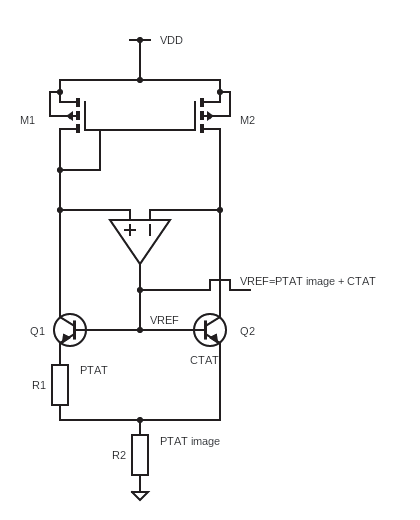 VDD
M1
M2
VREF=PTAT image + CTAT
VREF
Q1
Q2
CTAT
PTAT
R1
PTAT image
R2